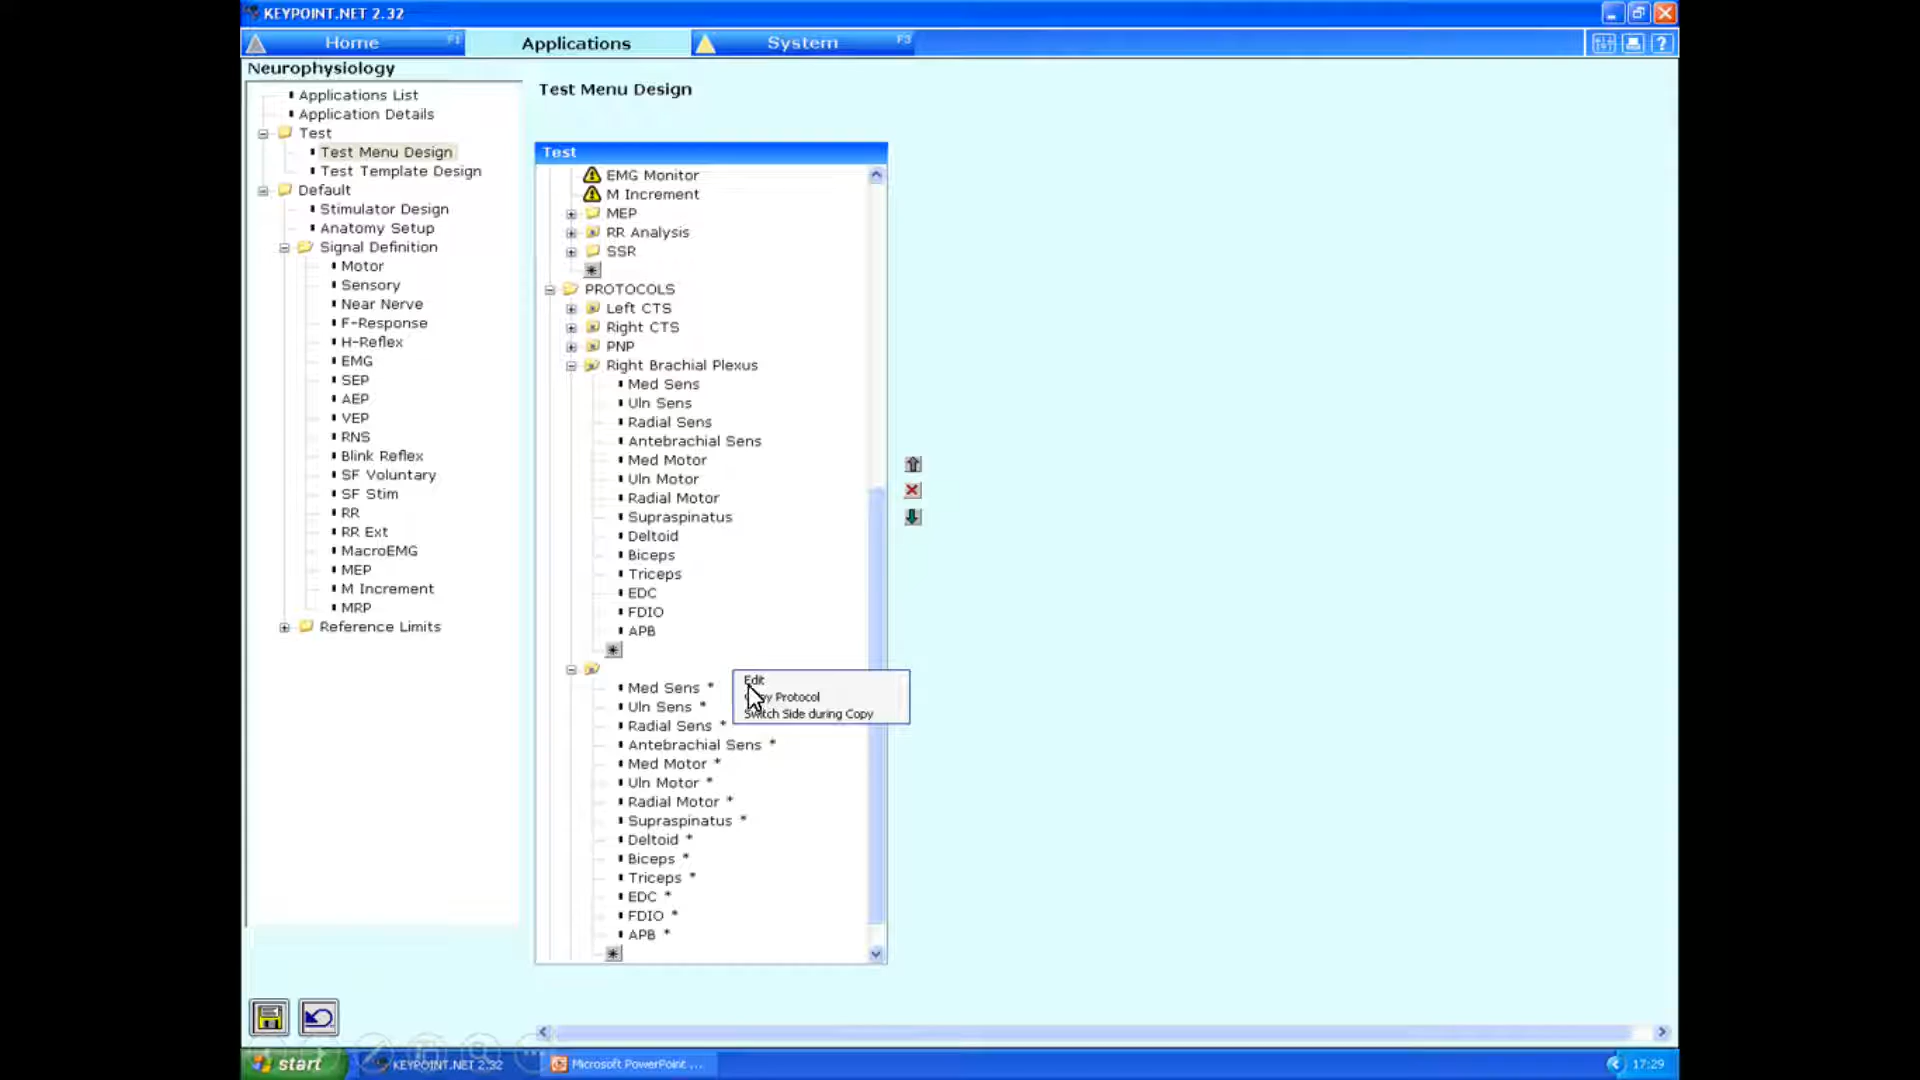 KEYPOINT.NET 2.32
Home F1 Applications System F3
Neurophysiology
Applications List
Application Details
Test
Test Menu Design
Test Template Design
Default
Stimulator Design
Anatomy Setup
Signal Definition
Motor
Sensory
Near Nerve
F-Response
H-Reflex
EMG
SEP
AEP
VEP
RNS
Blink Reflex
SF Voluntary
SF Stim
RR
RR Ext
MacroEMG
MEP
M Increment
MRP
Reference Limits
Test Menu Design
Test
EMG Monitor
M Increment
MEP
RR Analysis
SSR
PROTOCOLS
Left CTS
Right CTS
PNP
Right Brachial Plexus
Med Sens
Uln Sens
Radial Sens
Antebrachial Sens
Med Motor
Uln Motor
Radial Motor
Supraspinatus
Deltoid
Biceps
Triceps
EDC
FDIO
APB
Med Sens *
Uln Sens *
Radial Sens *
Antebrachial Sens *
Med Motor *
Uln Motor *
Radial Motor *
Supraspinatus *
Deltoid *
Biceps *
Triceps *
EDC *
FDIO *
APB *
Edit
Protocol
Switch Side during Copy
start KEYPOINT.NET 2.32 Microsoft PowerPoint ... 17:29